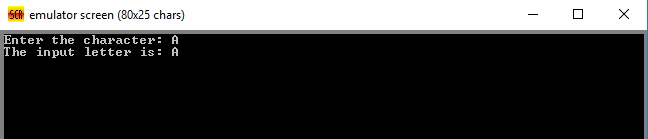 emulator screen (80x25 chars)
Enter the character: A
The input letter is: A